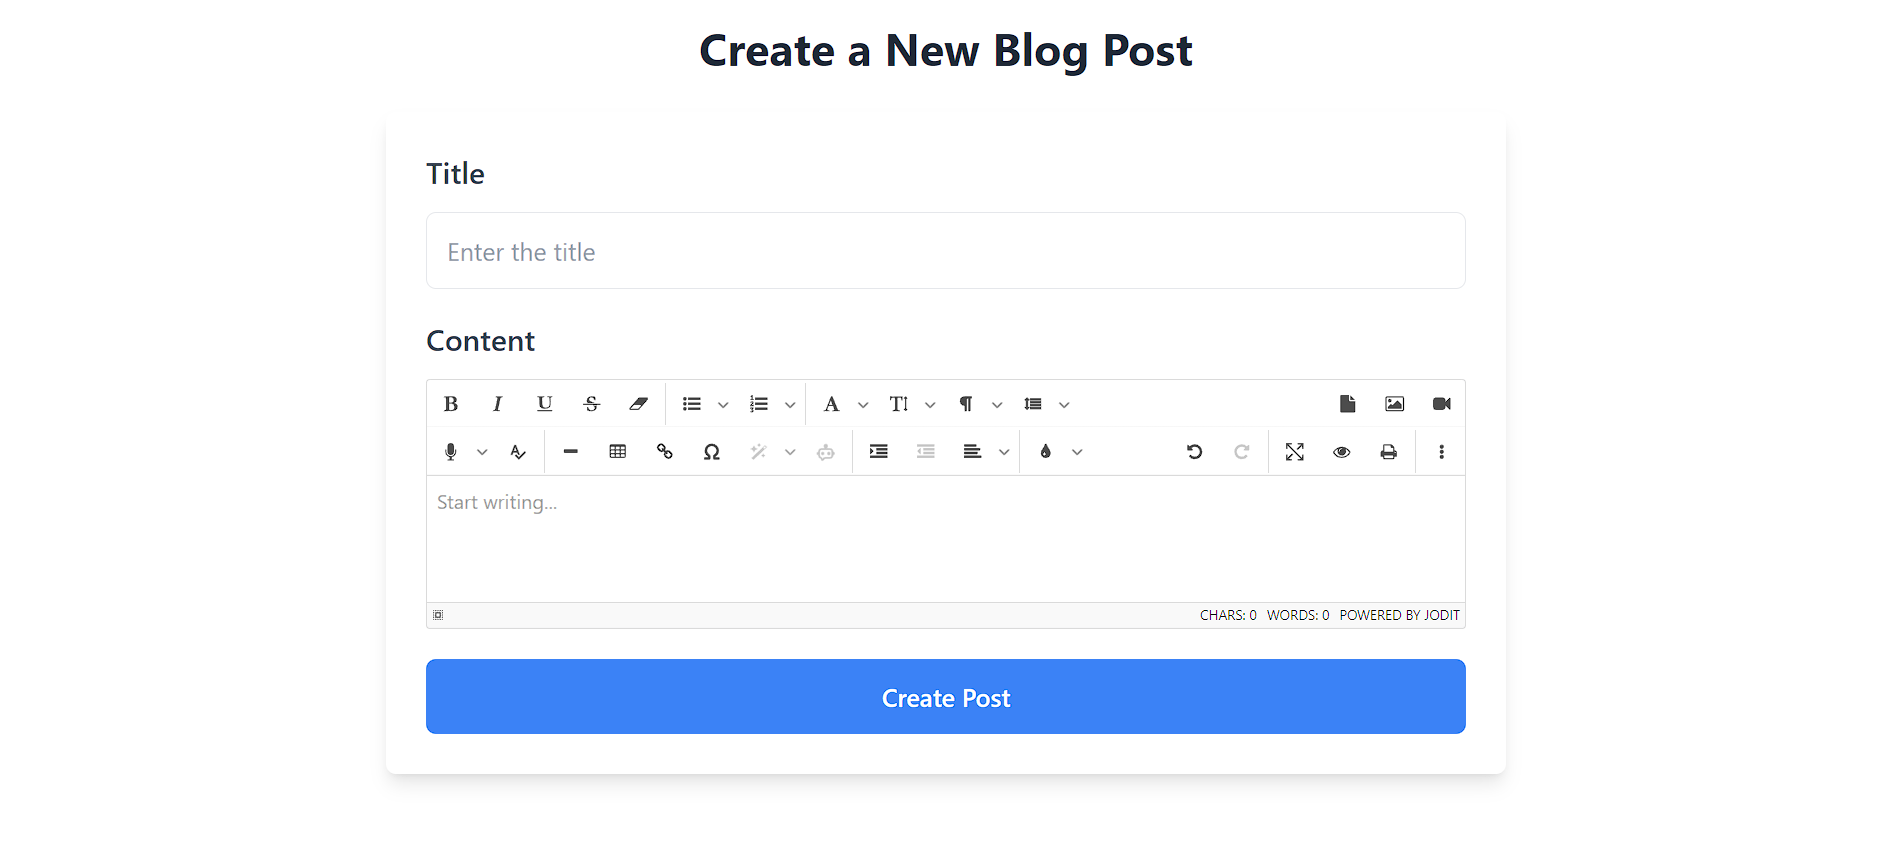 Create a New Blog Post
Title
Enter the title
Content
Start writing...
CHARS: 0 WORDS: 0 POWERED BY JODIT
Create Post